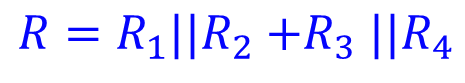 R = R₁||R₂ +R₃ ||R₄